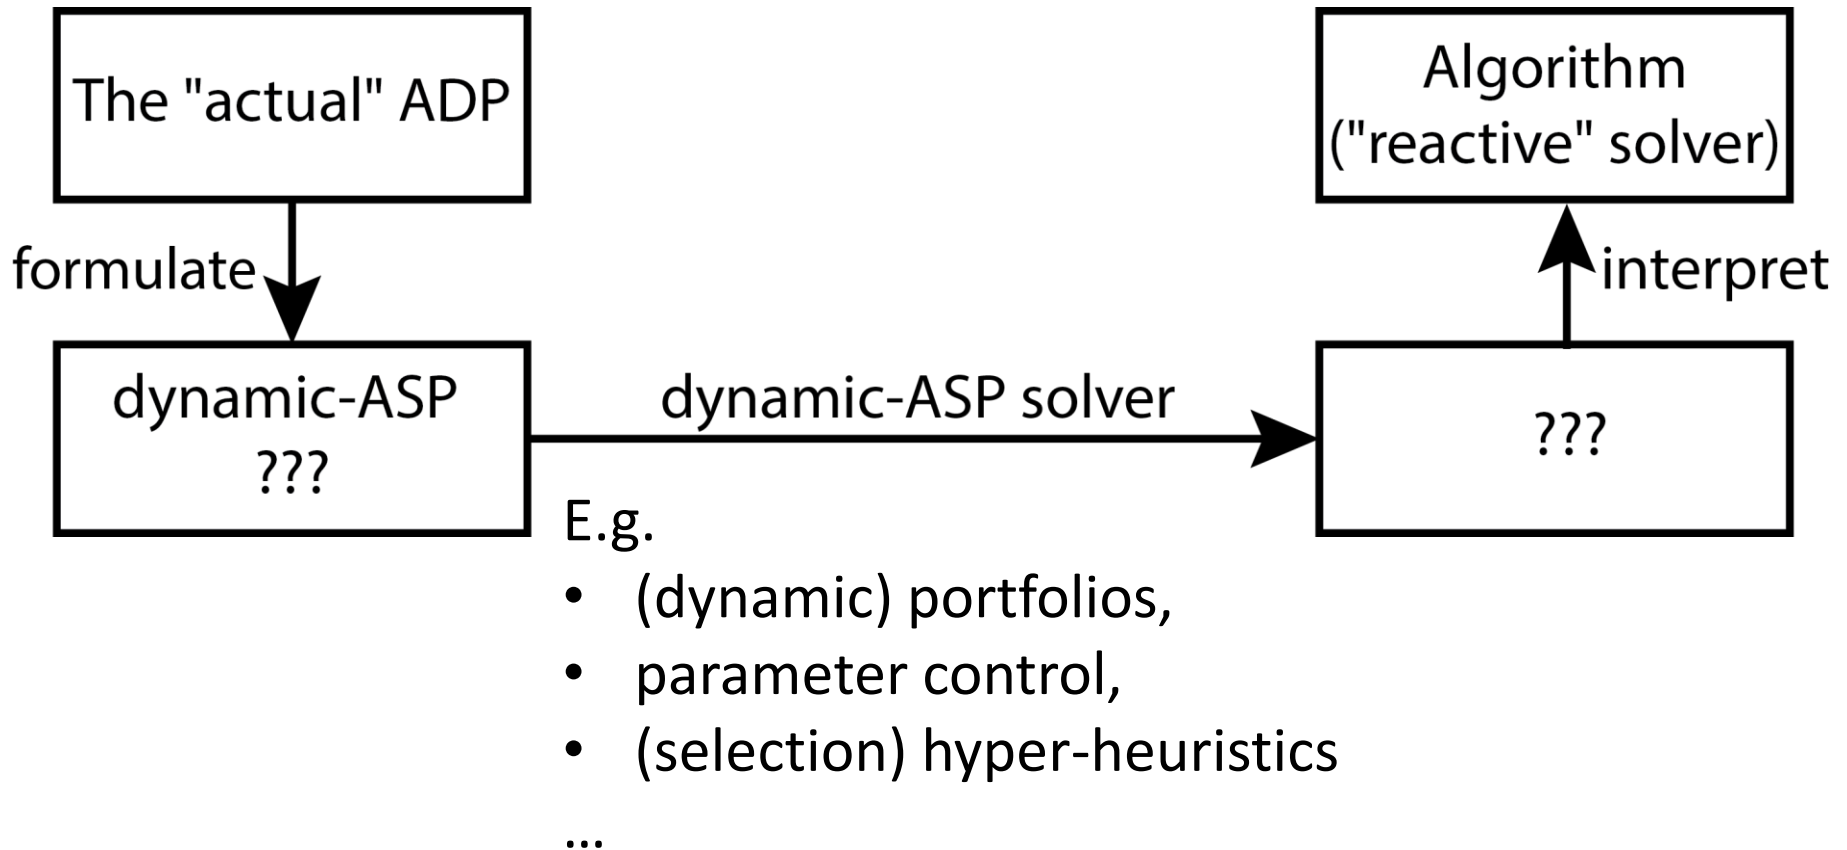 The "actual" ADP
Algorithm
("reactive" solver)
formulate
interpret
dynamic-ASP
???
dynamic-ASP solver
???
E.g.
• (dynamic) portfolios,
• parameter control,
• (selection) hyper-heuristics
...